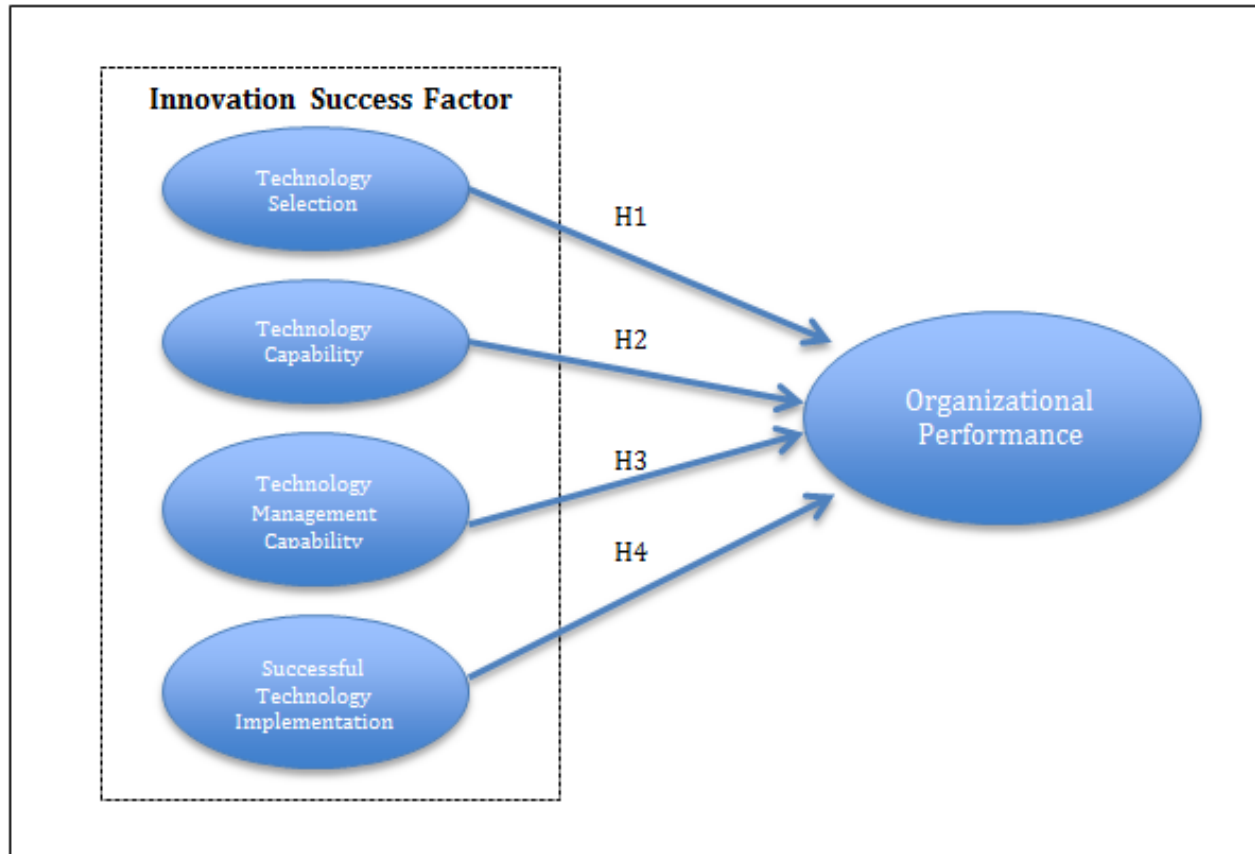 Innovation Success Factor
Technology
Selection
H1
Technology
Capability
H2
Technology
Management
Capability
H3
Successful
Technology
Implementation
H4
Organizational
Performance